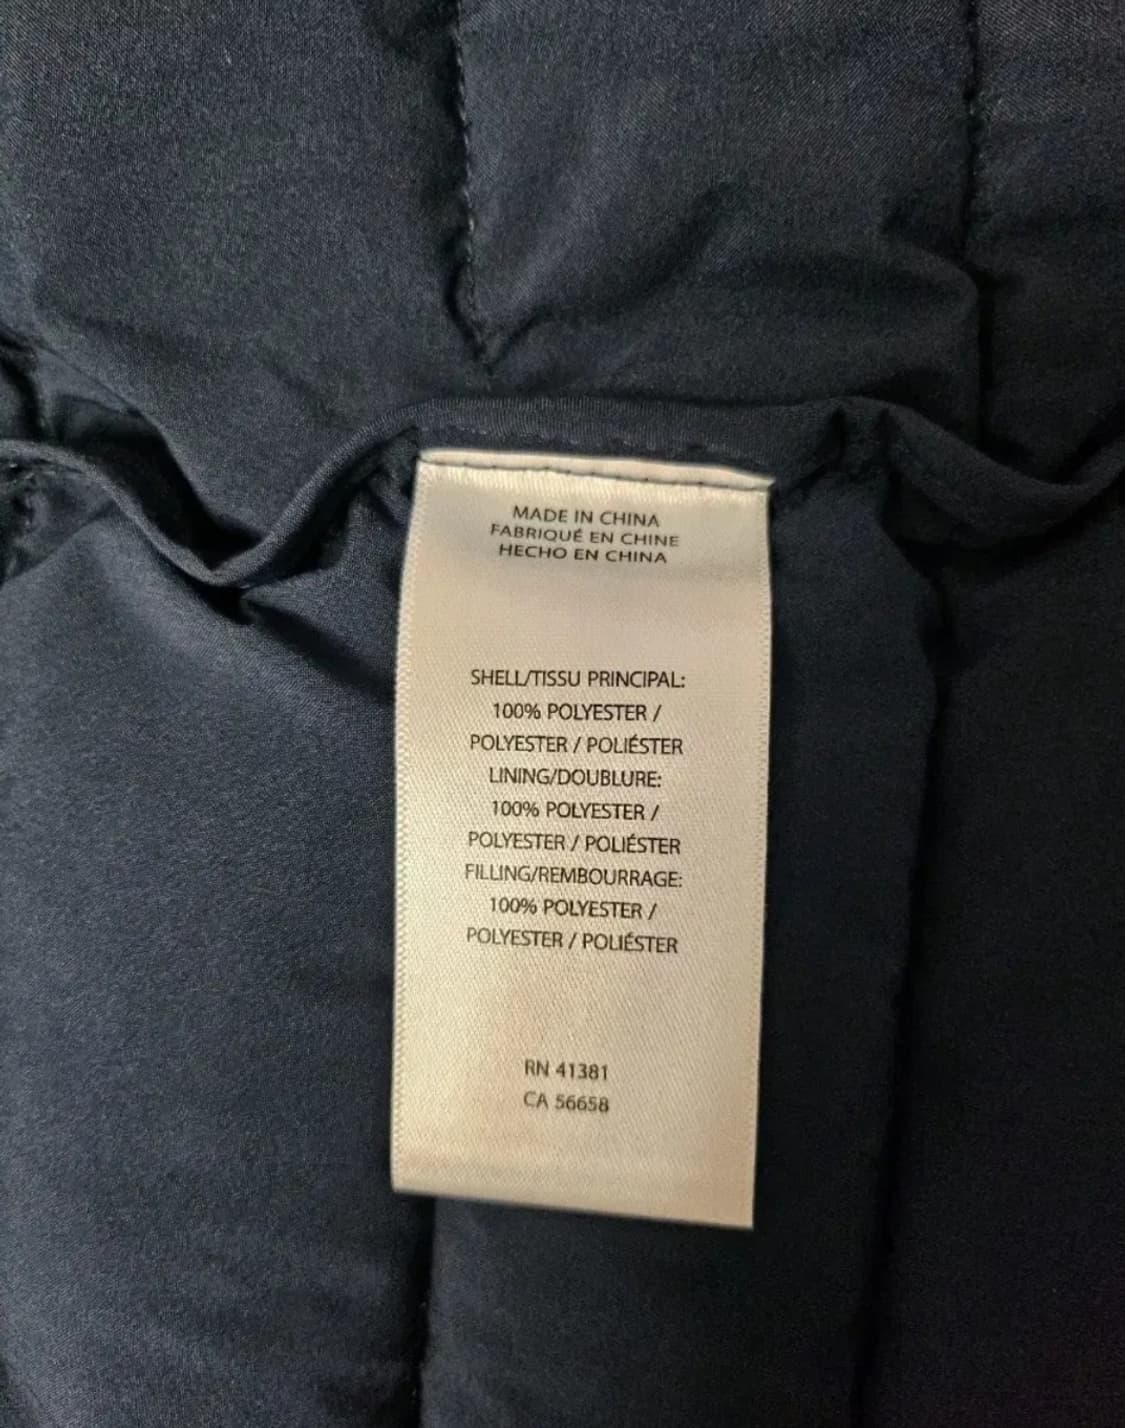 MADE IN CHINA
FABRIQUÉ EN CHINE
HECHO EN CHINA
SHELL/TISSU PRINCIPAL:
100% POLYESTER /
POLYESTER / POLIÉSTER
LINING/DOUBLURE:
100% POLYESTER /
POLYESTER / POLIÉSTER
FILLING/REMBOURRAGE:
100% POLYESTER /
POLYESTER / POLIÉSTER
RN 41381
CA 56658